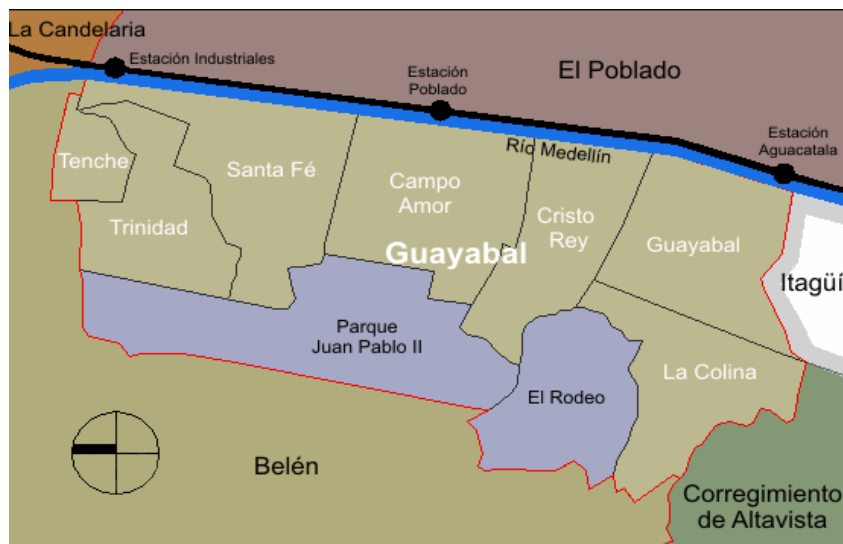 La Candelaria
Estación Industriales
Estación
Poblado
El Poblado
Estación
Aguacatala
Río Medellín
Tenche
Santa Fé
Campo
Amor
Cristo
Rey
Trinidad
Guayabal
Guayabal
Itagüí
Parque
Juan Pablo II
La Colina
El Rodeo
Belén
Corregimiento
de Altavista